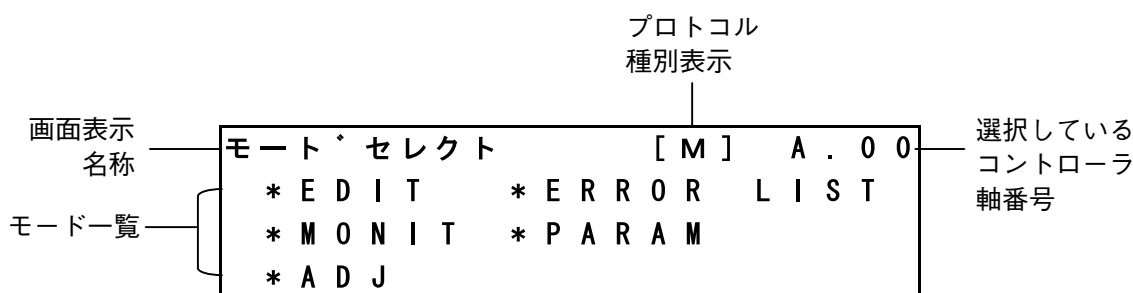 プロトコル
種別表示
画面表示
名称
モード セレクト [M] A.00
選択している
コントローラ
軸番号
モード一覧
*EDIT *ERROR LIST
*MONIT *PARAM
*ADJ